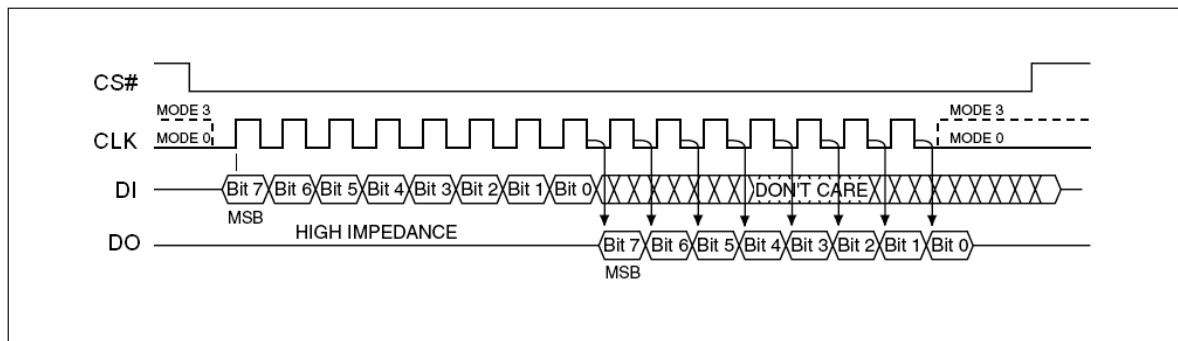 CS#
MODE 3 MODE 3
CLK MODE 0 MODE 0
DI Bit 7 Bit 6 Bit 5 Bit 4 Bit 3 Bit 2 Bit 1 Bit 0 DON'T CARE
MSB
HIGH IMPEDANCE
DO Bit 7 Bit 6 Bit 5 Bit 4 Bit 3 Bit 2 Bit 1 Bit 0
MSB